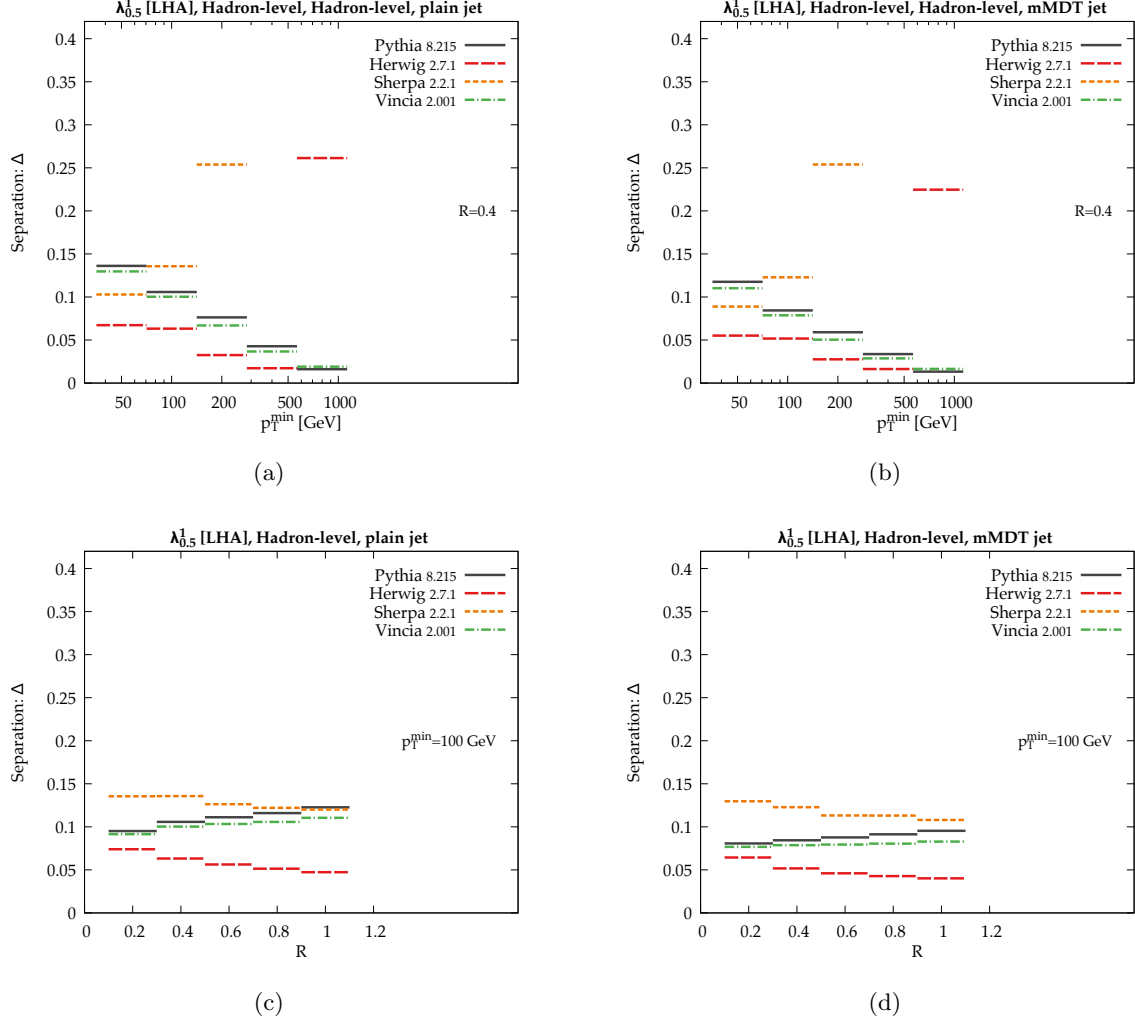 λ¹₀.₅ [LHA], Hadron-level, Hadron-level, plain jet
Pythia 8.215
Herwig 2.7.1
Sherpa 2.2.1
Vincia 2.001
R=0.4
Separation: Δ
0.4
0.35
0.3
0.25
0.2
0.15
0.1
0.05
0
50 100 200 500 1000
p_T^min [GeV]
(a)
λ¹₀.₅ [LHA], Hadron-level, Hadron-level, mMDT jet
Pythia 8.215
Herwig 2.7.1
Sherpa 2.2.1
Vincia 2.001
R=0.4
Separation: Δ
0.4
0.35
0.3
0.25
0.2
0.15
0.1
0.05
0
50 100 200 500 1000
p_T^min [GeV]
(b)
λ¹₀.₅ [LHA], Hadron-level, plain jet
Pythia 8.215
Herwig 2.7.1
Sherpa 2.2.1
Vincia 2.001
p_T^min=100 GeV
Separation: Δ
0.4
0.35
0.3
0.25
0.2
0.15
0.1
0.05
0
0 0.2 0.4 0.6 0.8 1 1.2
R
(c)
λ¹₀.₅ [LHA], Hadron-level, mMDT jet
Pythia 8.215
Herwig 2.7.1
Sherpa 2.2.1
Vincia 2.001
p_T^min=100 GeV
Separation: Δ
0.4
0.35
0.3
0.25
0.2
0.15
0.1
0.05
0
0 0.2 0.4 0.6 0.8 1 1.2
R
(d)